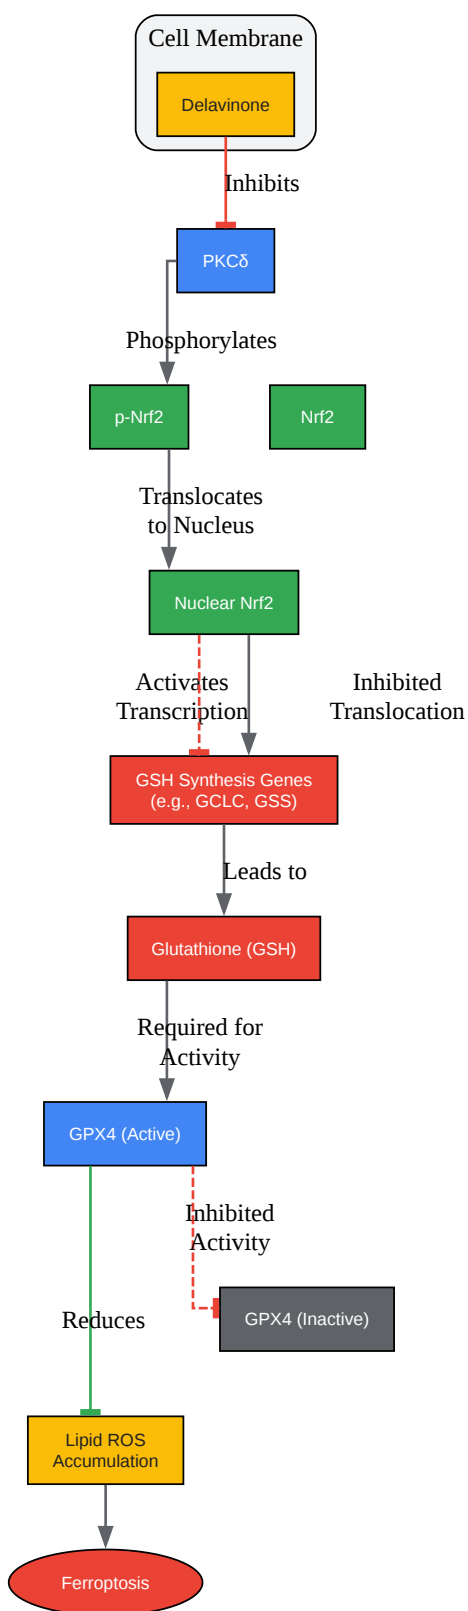 Cell Membrane
Delavinone
Inhibits
PKCδ
Phosphorylates
p-Nrf2
Nrf2
Translocates
to Nucleus
Nuclear Nrf2
Activates
Transcription
Inhibited
Translocation
GSH Synthesis Genes
(e.g., GCLC, GSS)
Leads to
Glutathione (GSH)
Required for
Activity
GPX4 (Active)
Inhibited
Activity
GPX4 (Inactive)
Reduces
Lipid ROS
Accumulation
Ferroptosis